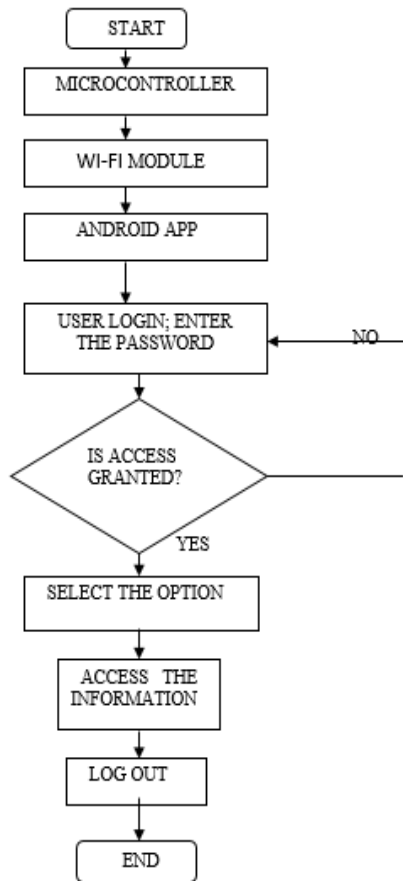 START
MICROCONTROLLER
WI-FI MODULE
ANDROID APP
USER LOGIN; ENTER
THE PASSWORD
NO
IS ACCESS
GRANTED?
YES
SELECT THE OPTION
ACCESS THE
INFORMATION
LOG OUT
END